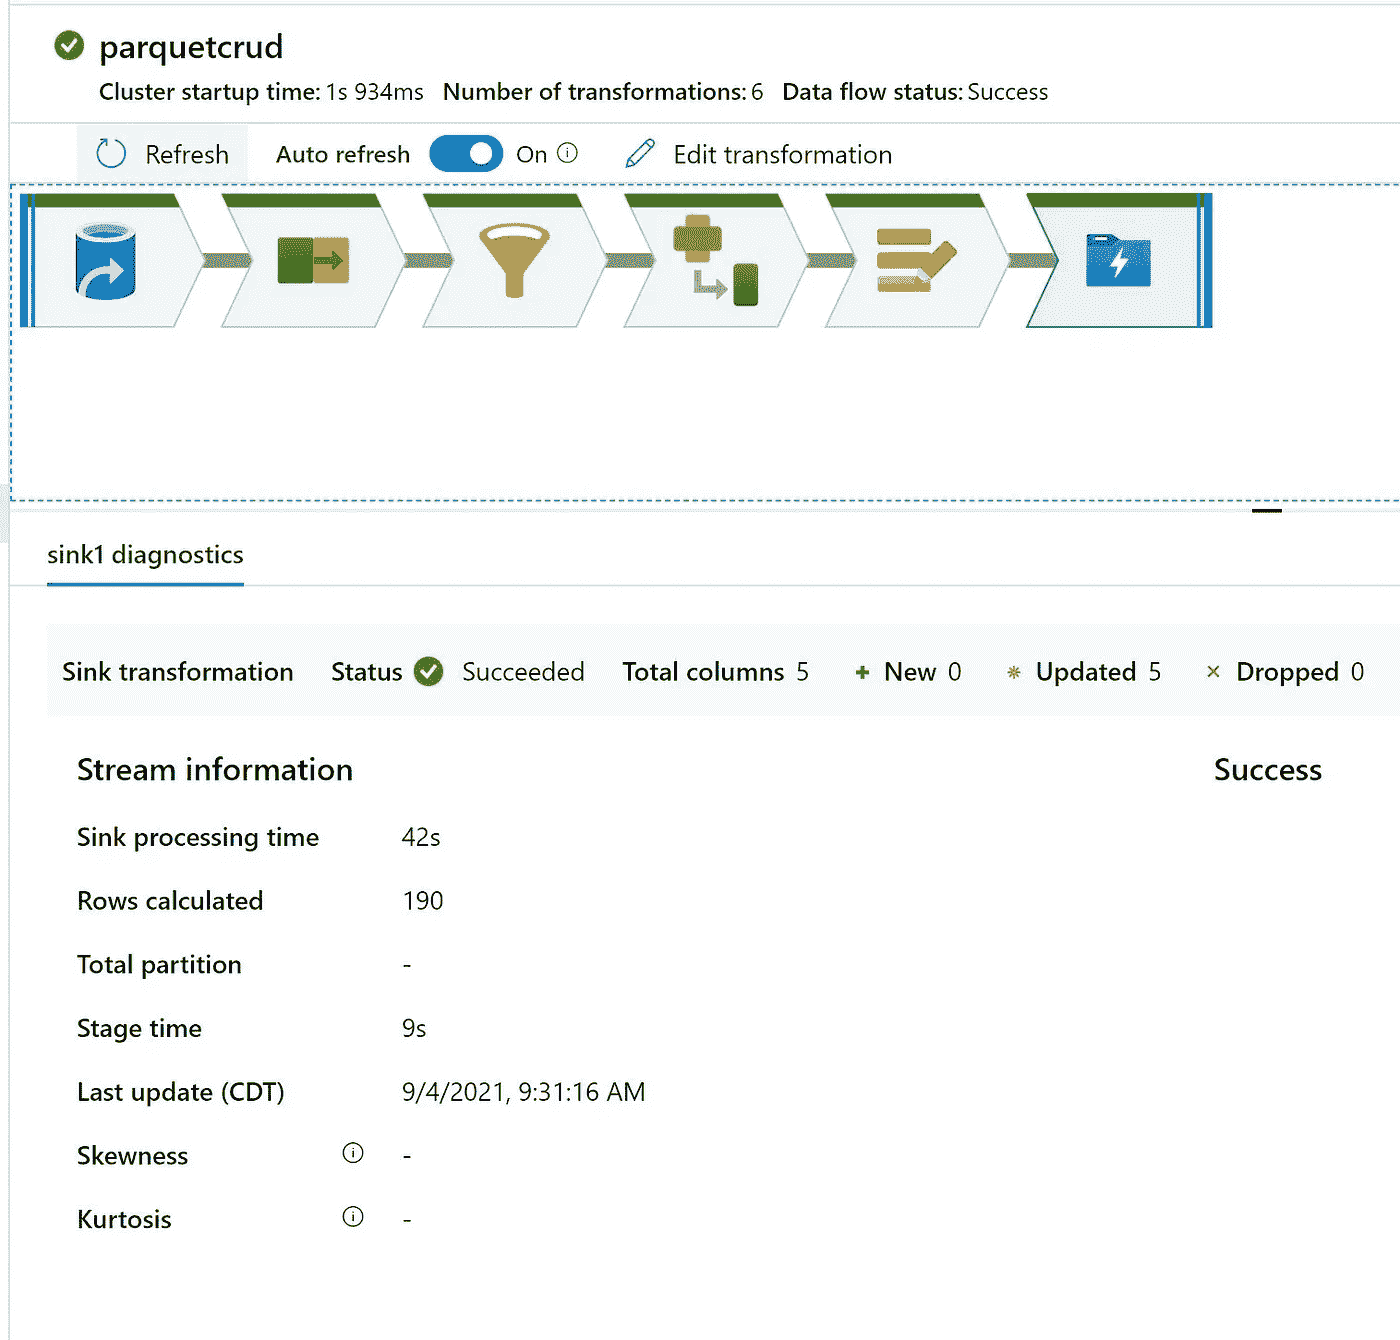 parquetcrud
Cluster startup time: 1s 934ms Number of transformations: 6 Data flow status: Success
Refresh Auto refresh On Edit transformation
sink1 diagnostics
Sink transformation Status Succeeded Total columns 5 + New 0 Updated 5 × Dropped 0
Stream information Success
Sink processing time 42s
Rows calculated 190
Total partition -
Stage time 9s
Last update (CDT) 9/4/2021, 9:31:16 AM
Skewness -
Kurtosis -